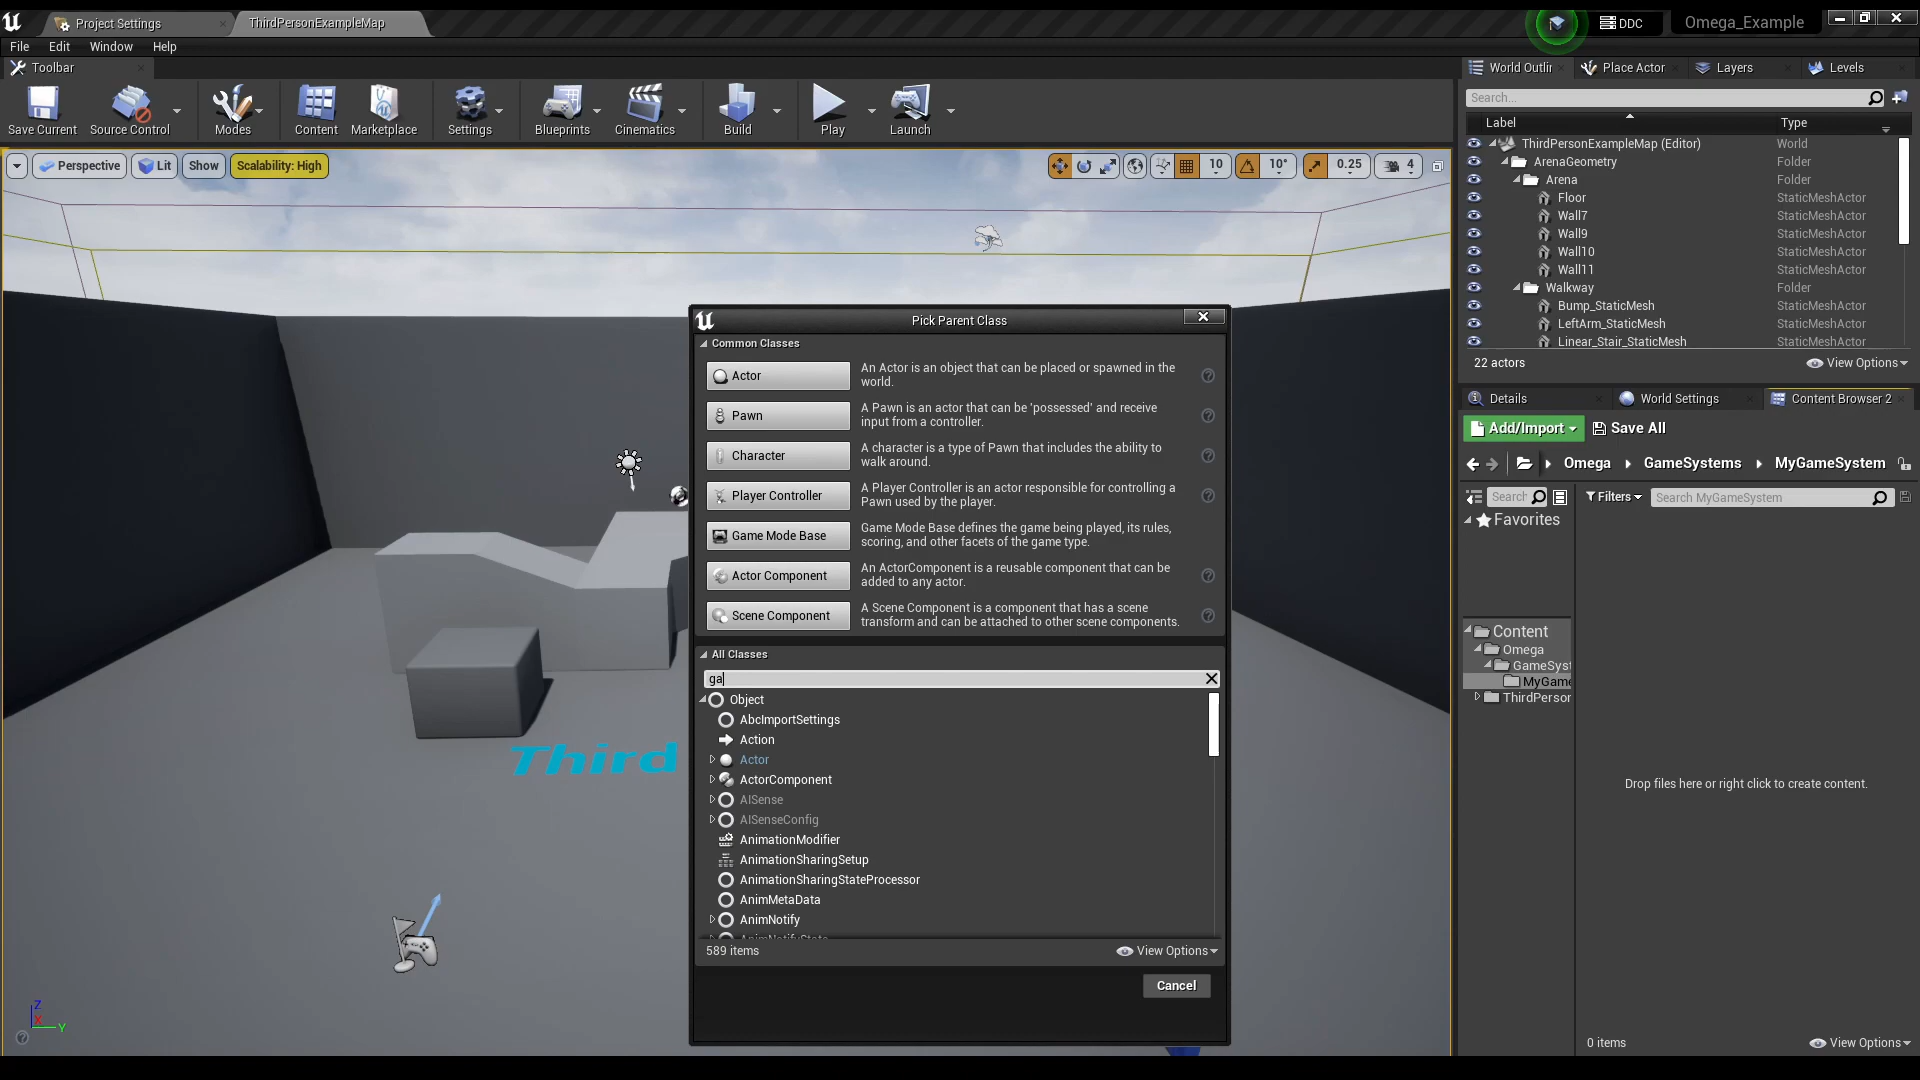 Project Settings
ThirdPersonExampleMap
DDC
Omega_Example
File Edit Window Help
Toolbar
World Outlin
Place Actor
Layers
Levels
Save Current
Source Control
Modes
Content
Marketplace
Settings
Blueprints
Cinematics
Build
Play
Launch
Search...
Label
Type
ThirdPersonExampleMap (Editor) World
ArenaGeometry Folder
Arena Folder
Floor StaticMeshActor
Wall7 StaticMeshActor
Wall9 StaticMeshActor
Wall10 StaticMeshActor
Wall11 StaticMeshActor
Walkway Folder
Bump_StaticMesh StaticMeshActor
LeftArm_StaticMesh StaticMeshActor
Linear_Stair_StaticMesh StaticMeshActor
22 actors
View Options
Perspective
Lit
Show
Scalability: High
10
10°
0.25
4
Third
Z
X
Y
Pick Parent Class
Common Classes
Actor
An Actor is an object that can be placed or spawned in the
world.
Pawn
A Pawn is an actor that can be 'possessed' and receive
input from a controller.
Character
A character is a type of Pawn that includes the ability to
walk around.
Player Controller
A Player Controller is an actor responsible for controlling a
Pawn used by the player.
Game Mode Base
Game Mode Base defines the game being played, its rules,
scoring, and other facets of the game type.
Actor Component
An ActorComponent is a reusable component that can be
added to any actor.
Scene Component
A Scene Component is a component that has a scene
transform and can be attached to other scene components.
All Classes
ga
Object
AbcImportSettings
Action
Actor
ActorComponent
AISense
AISenseConfig
AnimationModifier
AnimationSharingSetup
AnimationSharingStateProcessor
AnimMetaData
AnimNotify
AnimNotifyState
589 items
View Options
Cancel
Details
World Settings
Content Browser 2
Add/Import
Save All
Omega
GameSystems
MyGameSystem
Search
Filters
Search MyGameSystem
Favorites
Content
Omega
GameSyst
MyGame
ThirdPerson
Drop files here or right click to create content.
0 items
View Options